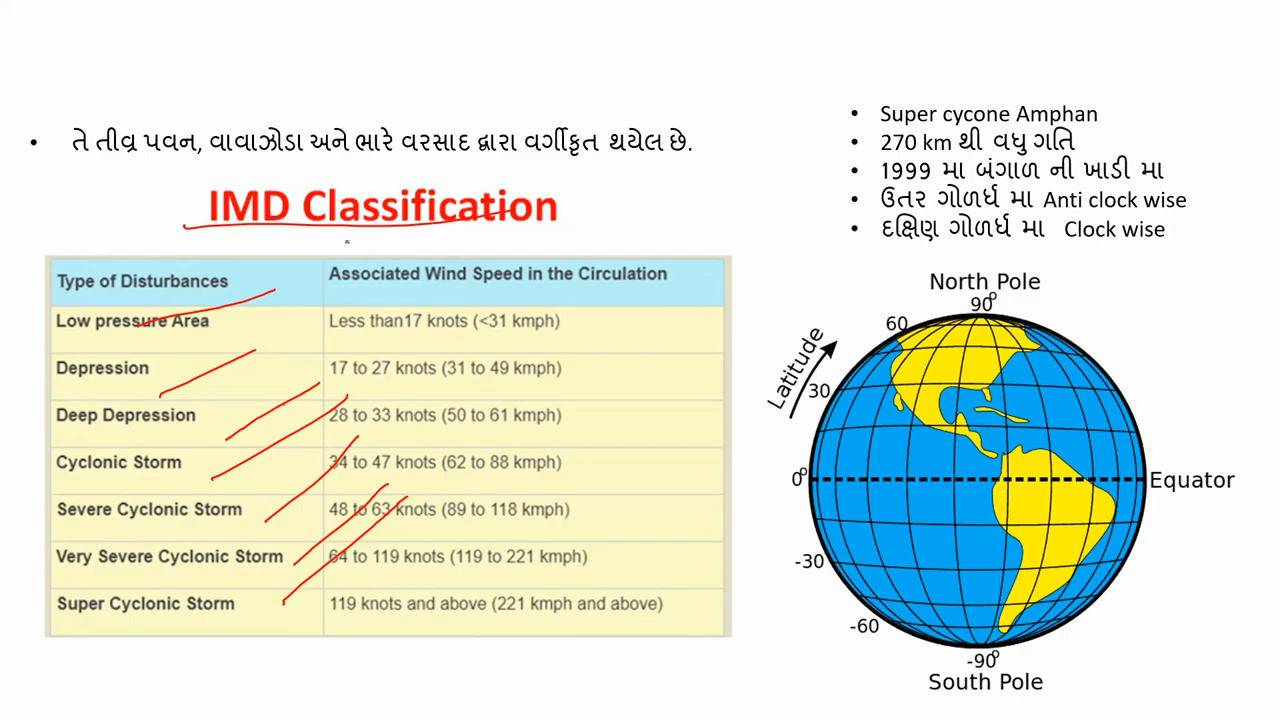 • તે તીવ્ર પવન, વાવાઝોડા અને ભારે વરસાદ દ્વારા વર્ગીકૃત થયેલ છે.
IMD Classification
Type of Disturbances Associated Wind Speed in the Circulation
Low pressure Area Less than17 knots (<31 kmph)
Depression 17 to 27 knots (31 to 49 kmph)
Deep Depression 28 to 33 knots (50 to 61 kmph)
Cyclonic Storm 34 to 47 knots (62 to 88 kmph)
Severe Cyclonic Storm 48 to 63 knots (89 to 118 kmph)
Very Severe Cyclonic Storm 64 to 119 knots (119 to 221 kmph)
Super Cyclonic Storm 119 knots and above (221 kmph and above)
• Super cycone Amphan
• 270 km થી વધુ ગતિ
• 1999 મા બંગાળ ની ખાડી મા
• ઉતર ગોળર્ધ મા Anti clock wise
• દક્ષિણ ગોળર્ધ મા Clock wise
North Pole
90°
60
Latitude
30
0°
Equator
-30
-60
-90°
South Pole